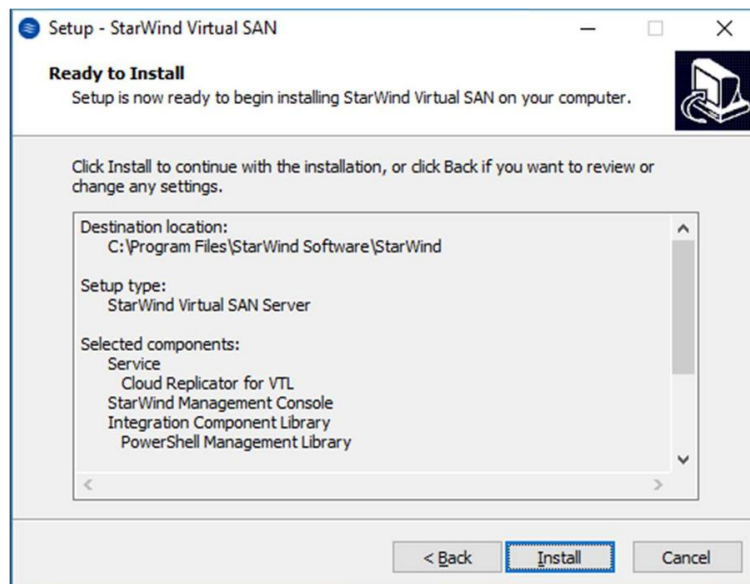 Setup - StarWind Virtual SAN
Ready to Install
Setup is now ready to begin installing StarWind Virtual SAN on your computer.
Click Install to continue with the installation, or click Back if you want to review or
change any settings.
Destination location:
C:\Program Files\StarWind Software\StarWind
Setup type:
StarWind Virtual SAN Server
Selected components:
Service
Cloud Replicator for VTL
StarWind Management Console
Integration Component Library
PowerShell Management Library
< Back Install Cancel